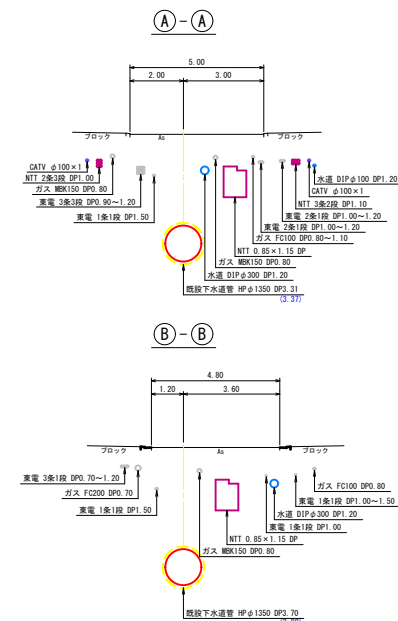 A - A
5.00
2.00 3.00
ブロック As ブロック
CATV φ100×1
NTT 2条3段 DP1.00
ガス MBK150 DP0.80
東電 3条3段 DP0.90～1.20
東電 1条1段 DP1.50
水道 DIPφ100 DP1.20
CATV φ100×1
NTT 3条2段 DP1.10
東電 2条1段 DP1.00～1.20
東電 2条1段 DP1.00～1.20
ガス FC100 DP0.80～1.10
NTT 0.85×1.15 DP
ガス MBK150 DP0.80
水道 DIPφ300 DP1.20
既設下水道管 HPφ1350 DP3.31
(3.37)
B - B
4.80
1.20 3.60
ブロック As ブロック
東電 3条1段 DP0.70～1.20
ガス FC200 DP0.70
東電 1条1段 DP1.50
ガス FC100 DP0.80
東電 1条1段 DP1.00～1.50
水道 DIPφ300 DP1.20
東電 1条1段 DP1.00
NTT 0.85×1.15 DP
ガス MBK150 DP0.80
既設下水道管 HPφ1350 DP3.70